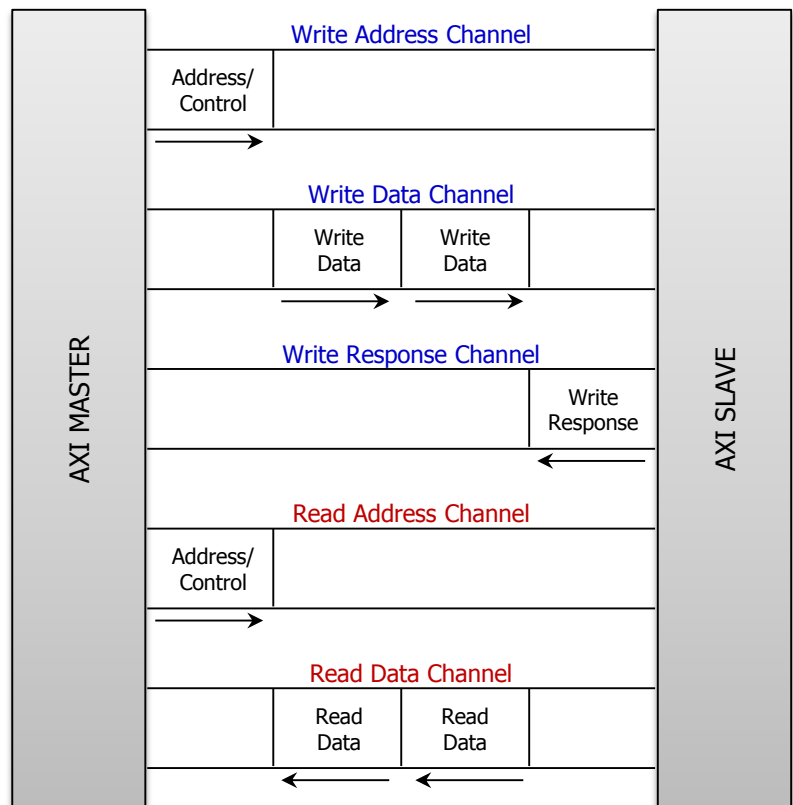 Write Address Channel
Address/
Control
Write Data Channel
Write
Data
Write
Data
AXI MASTER
Write Response Channel
Write
Response
AXI SLAVE
Read Address Channel
Address/
Control
Read Data Channel
Read
Data
Read
Data